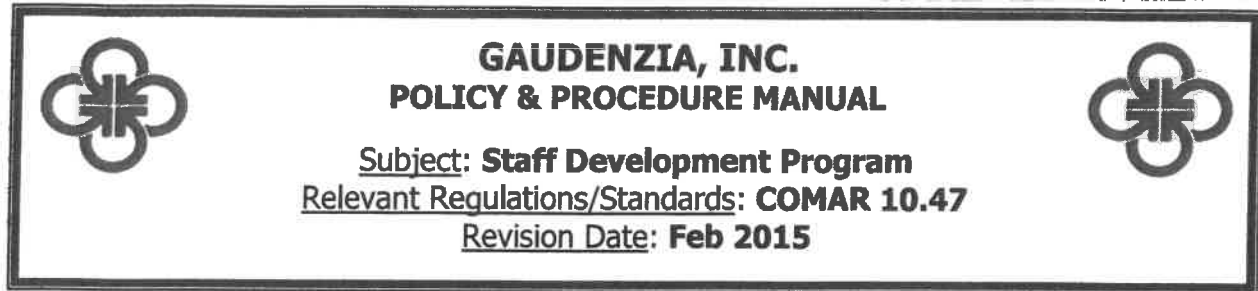 GAUDENZIA, INC.
POLICY & PROCEDURE MANUAL
Subject: Staff Development Program
Relevant Regulations/Standards: COMAR 10.47
Revision Date: Feb 2015